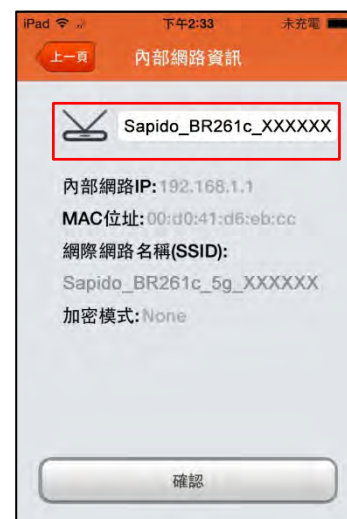 iPad 下午2:33 未充電
上一頁 內部網路資訊
Sapido_BR261c_XXXXXX
內部網路IP:192.168.1.1
MAC位址:00:d0:41:d6:eb:cc
網際網路名稱(SSID):
Sapido_BR261c_5g_XXXXXX
加密模式:None
確認